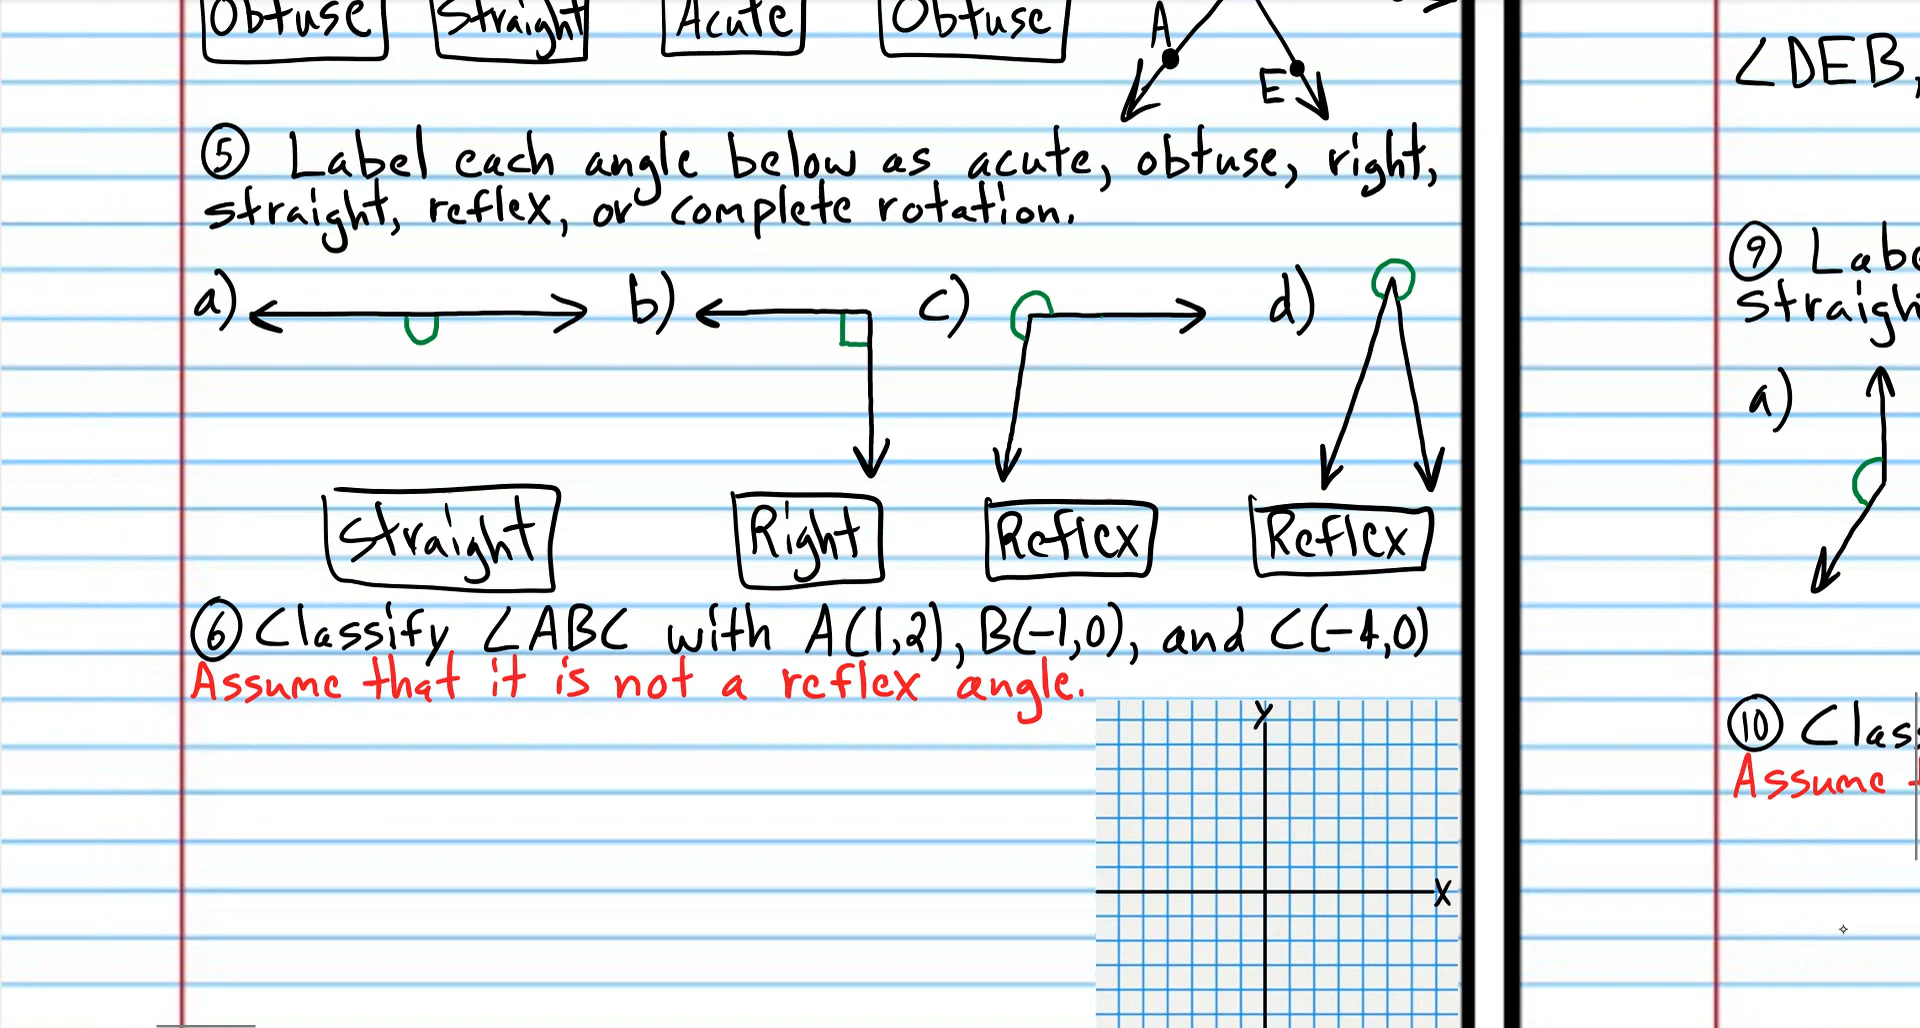 Obtuse Straight Acute Obtuse
A
E
⑤ Label each angle below as acute, obtuse, right,
straight, reflex, or complete rotation.
a) b) c) d)
Straight Right Reflex Reflex
⑥ Classify ∠ABC with A(1,2), B(-1,0), and C(-4,0)
Assume that it is not a reflex angle.
y
x
∠DEB,
⑨ Labe
Straigh
a)
⑩ Class
Assume